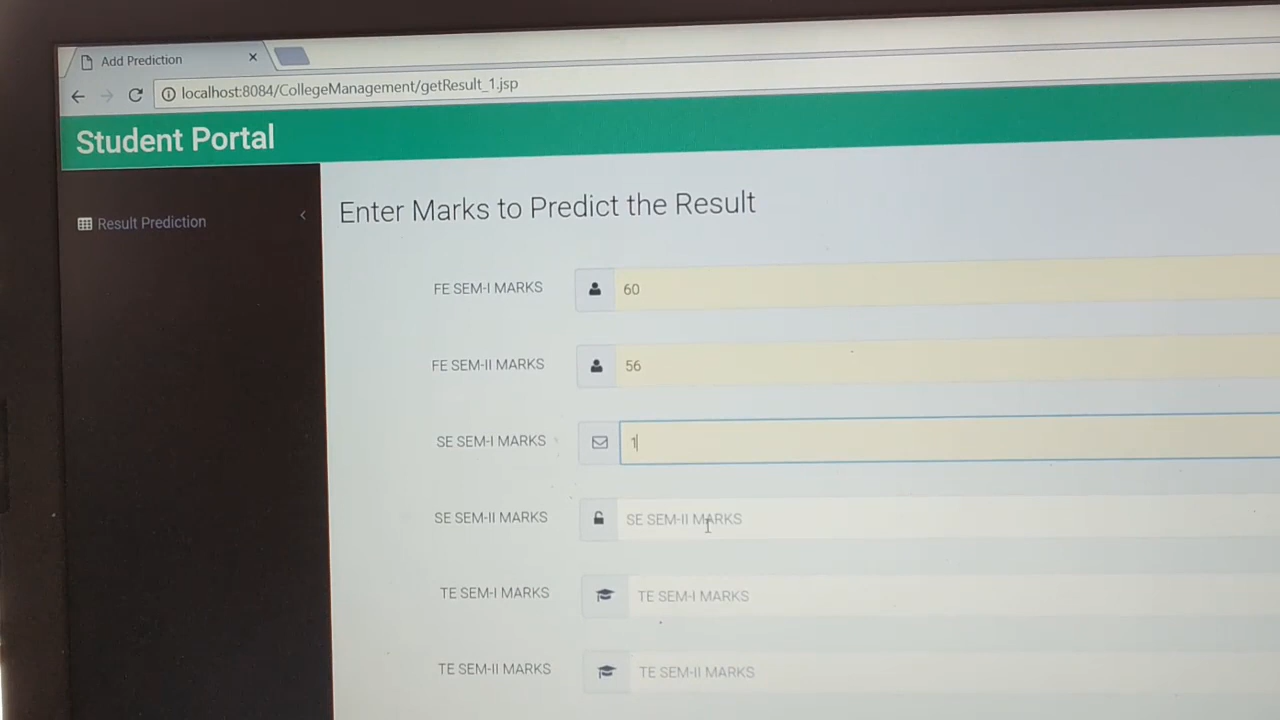 Add Prediction
localhost:8084/CollegeManagement/getResult_1.jsp
Student Portal
Result Prediction
Enter Marks to Predict the Result
FE SEM-I MARKS 60
FE SEM-II MARKS 56
SE SEM-I MARKS 1
SE SEM-II MARKS SE SEM-II MARKS
TE SEM-I MARKS TE SEM-I MARKS
TE SEM-II MARKS TE SEM-II MARKS